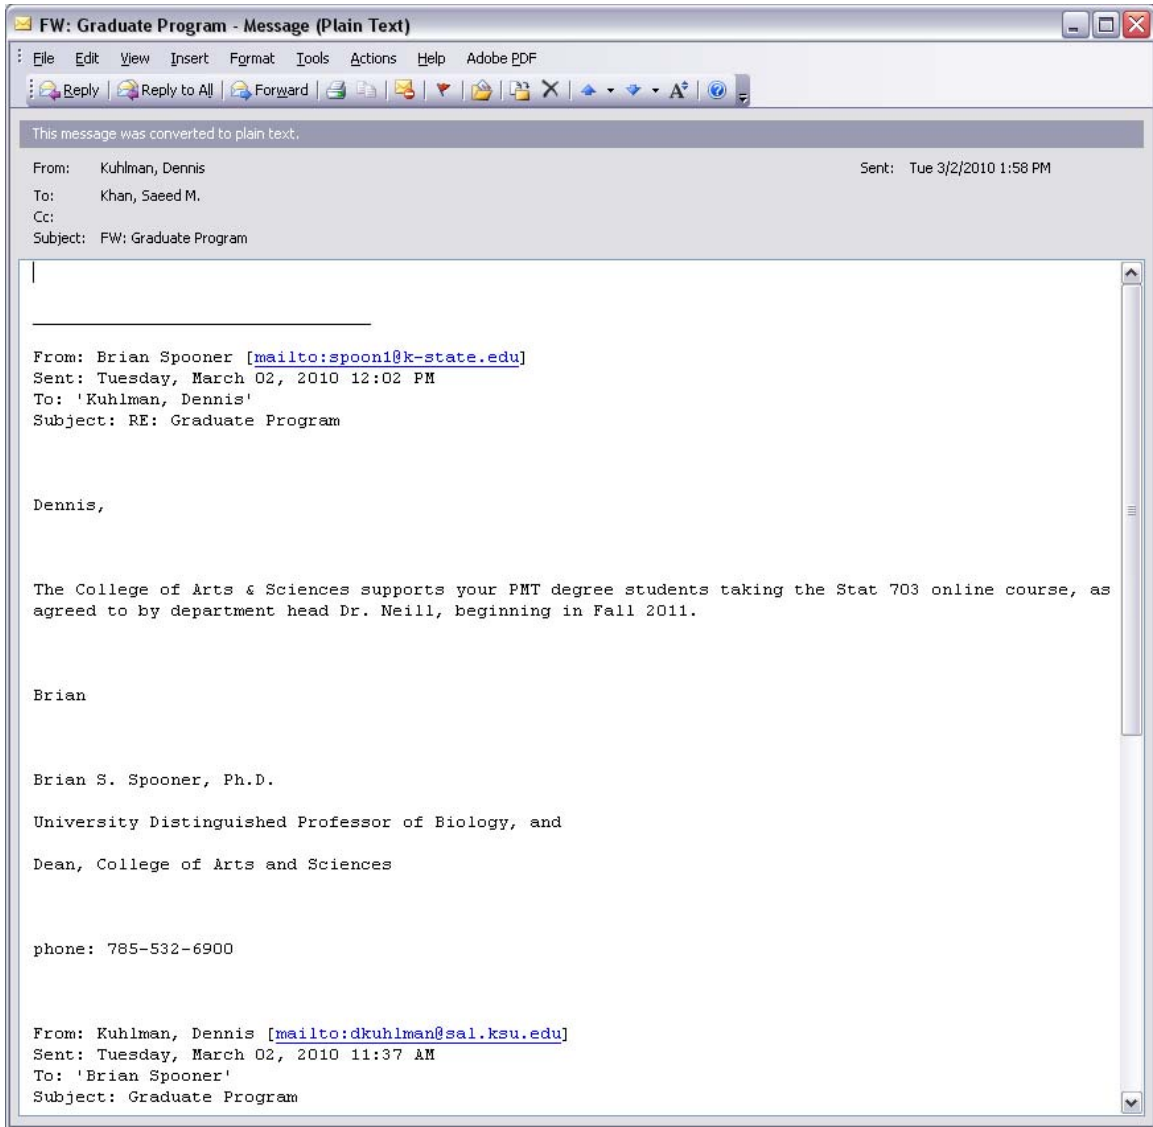 FW: Graduate Program - Message (Plain Text)
File Edit View Insert Format Tools Actions Help Adobe PDF
Reply Reply to All Forward
This message was converted to plain text.
From: Kuhlman, Dennis Sent: Tue 3/2/2010 1:58 PM
To: Khan, Saeed M.
Cc:
Subject: FW: Graduate Program
From: Brian Spooner [mailto:spoon1@k-state.edu]
Sent: Tuesday, March 02, 2010 12:02 PM
To: 'Kuhlman, Dennis'
Subject: RE: Graduate Program
Dennis,
The College of Arts & Sciences supports your PMT degree students taking the Stat 703 online course, as
agreed to by department head Dr. Neill, beginning in Fall 2011.
Brian
Brian S. Spooner, Ph.D.
University Distinguished Professor of Biology, and
Dean, College of Arts and Sciences
phone: 785-532-6900
From: Kuhlman, Dennis [mailto:dkuhlman@sal.ksu.edu]
Sent: Tuesday, March 02, 2010 11:37 AM
To: 'Brian Spooner'
Subject: Graduate Program